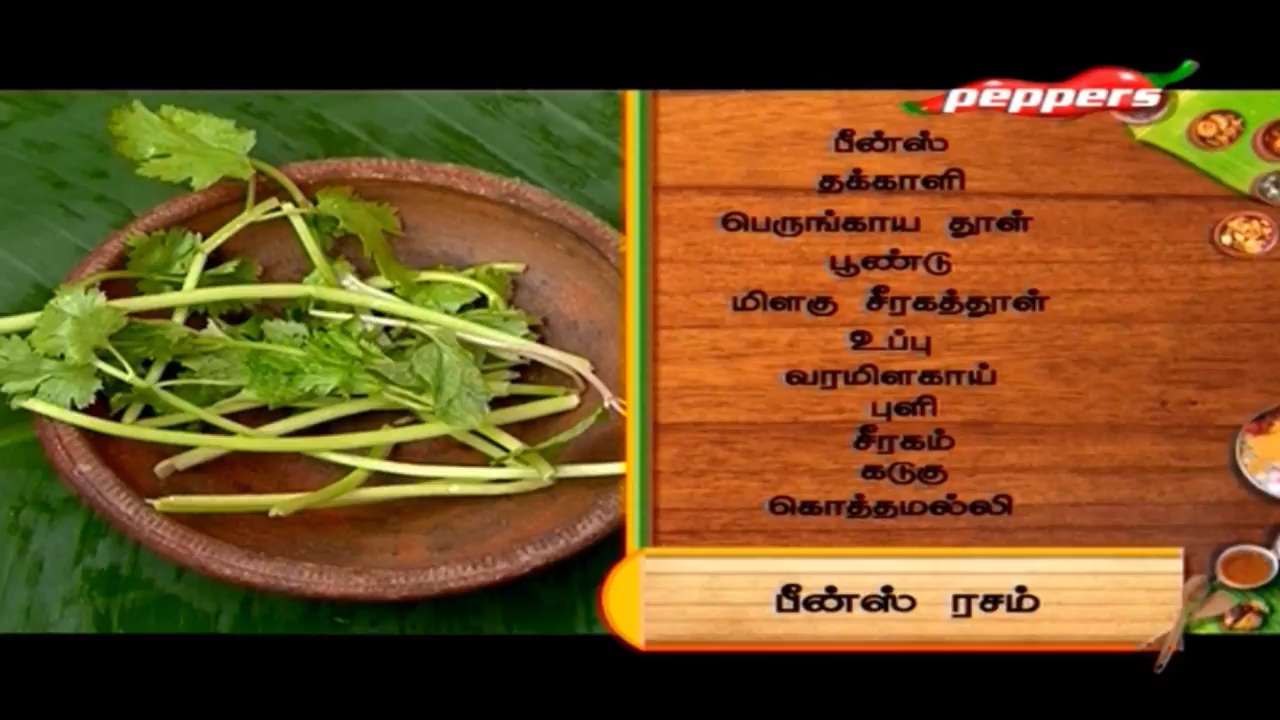 peppers
பீன்ஸ்
தக்காளி
பெருங்காய தூள்
பூண்டு
மிளகு சீரகத்தூள்
உப்பு
வரமிளகாய்
புளி
சீரகம்
கடுகு
கொத்தமல்லி
பீன்ஸ் ரசம்